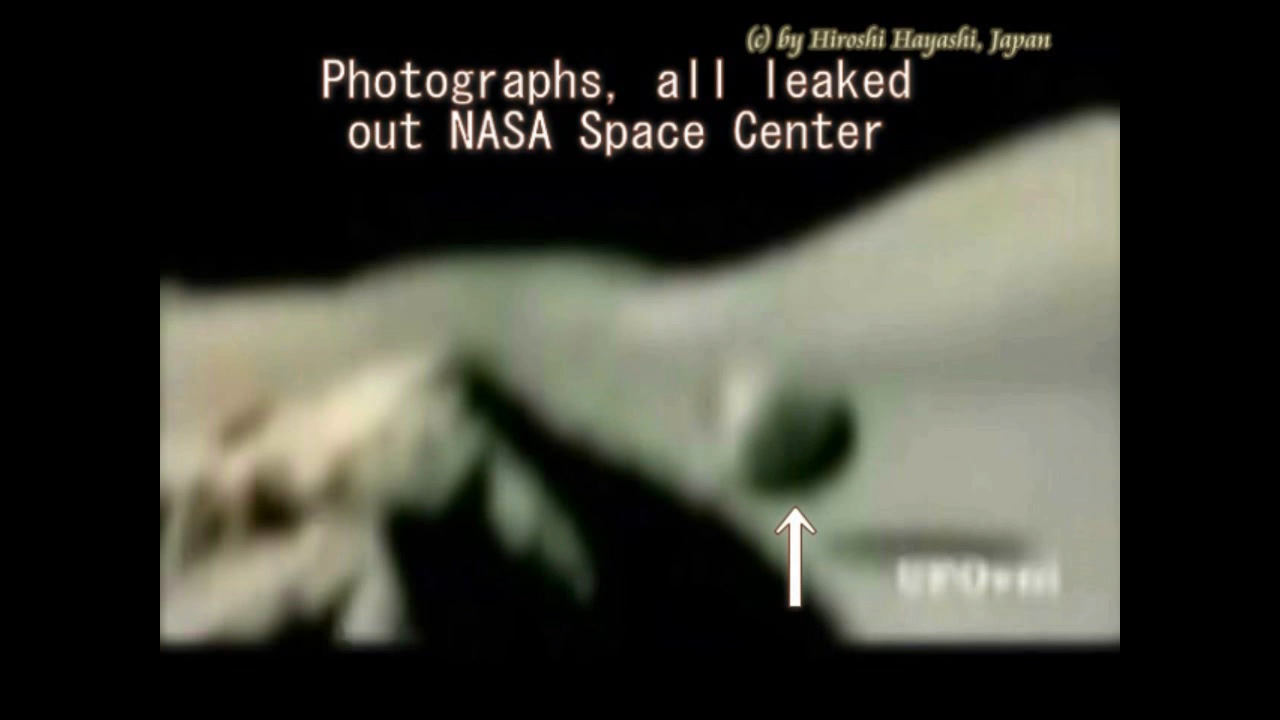 (c) by Hiroshi Hayashi, Japan
Photographs, all leaked
out NASA Space Center